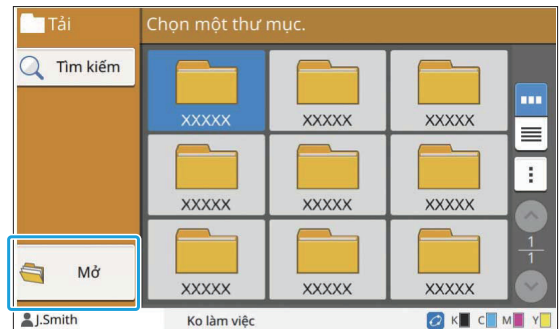 Tải
Chọn một thư mục.
Tìm kiếm
XXXXX XXXXX XXXXX
XXXXX XXXXX XXXXX
1
1
Mở
XXXXX XXXXX XXXXX
J.Smith Ko làm việc K C M Y